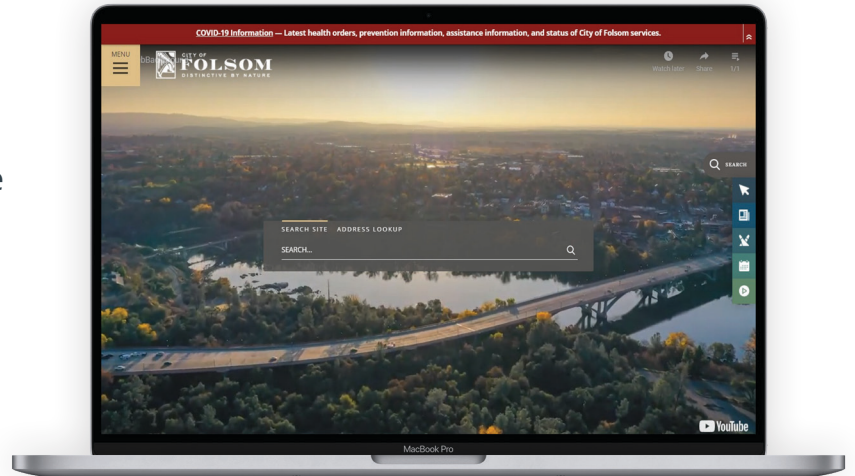 e
COVID-19 Information — Latest health orders, prevention information, assistance information, and status of City of Folsom services.
MENU
CITY OF
FOLSOM
DISTINCTIVE BY NATURE
Watch later
Share
1/1
SEARCH
SEARCH SITE ADDRESS LOOKUP
SEARCH...
YouTube
MacBook Pro